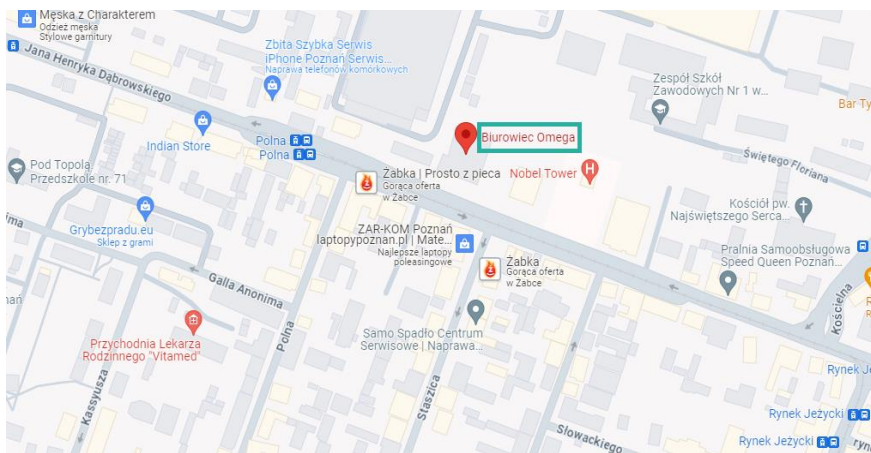 Męska z Charakterem
Odzież męska
Stylowe garnitury
Jana Henryka Dąbrowskiego
Zbita Szybka Serwis
iPhone Poznań Serwis...
Naprawa telefonów komórkowych
Zespół Szkół
Zawodowych Nr 1 w...
Bar Ty
Indian Store
Polna
Polna
Biurowiec Omega
Świętego Floriana
Pod Topolą.
Przedszkole nr. 71
Żabka | Prosto z pieca
Gorąca oferta
w Żabce
Nobel Tower
Kościół pw.
Najświętszego Serca...
Grybezpradu.eu
Sklep z grami
ZAR-KOM Poznań
laptopypoznan.pl | Mate...
Najlepsze laptopy
poleasingowe
Żabka
Gorąca oferta
w Żabce
Pralnia Samoobsługowa
Speed Queen Poznań...
Galla Anonima
Polna
Kościelna
Przychodnia Lekarza
Rodzinnego "Vitamed"
Samo Spadło Centrum
Serwisowe | Naprawa...
Kassyusza
Staszica
Słowackiego
Rynek Je
Rynek Jeżycki
Rynek Jeżycki